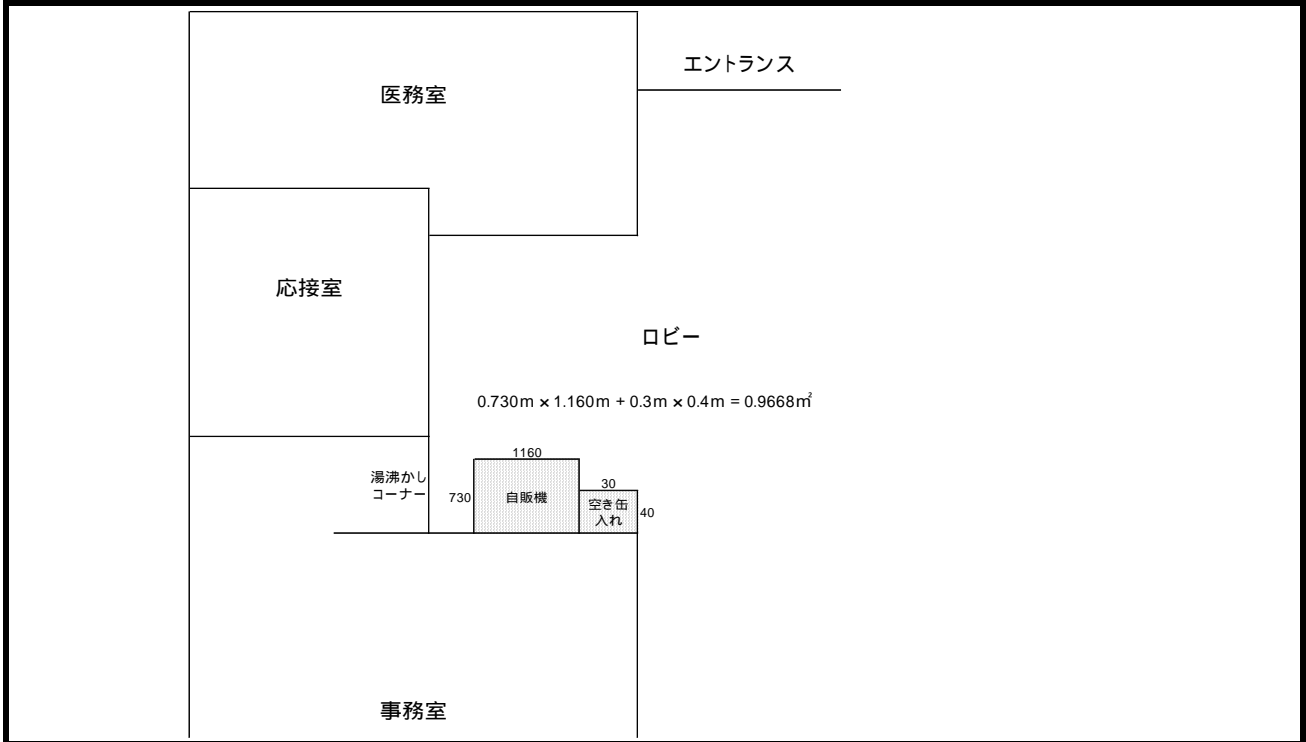 エントランス
医務室
応接室
ロビー
0.730m × 1.160m + 0.3m × 0.4m = 0.9668㎡
1160
湯沸かし
コーナー
730
自販機
30
空き缶
入れ
40
事務室